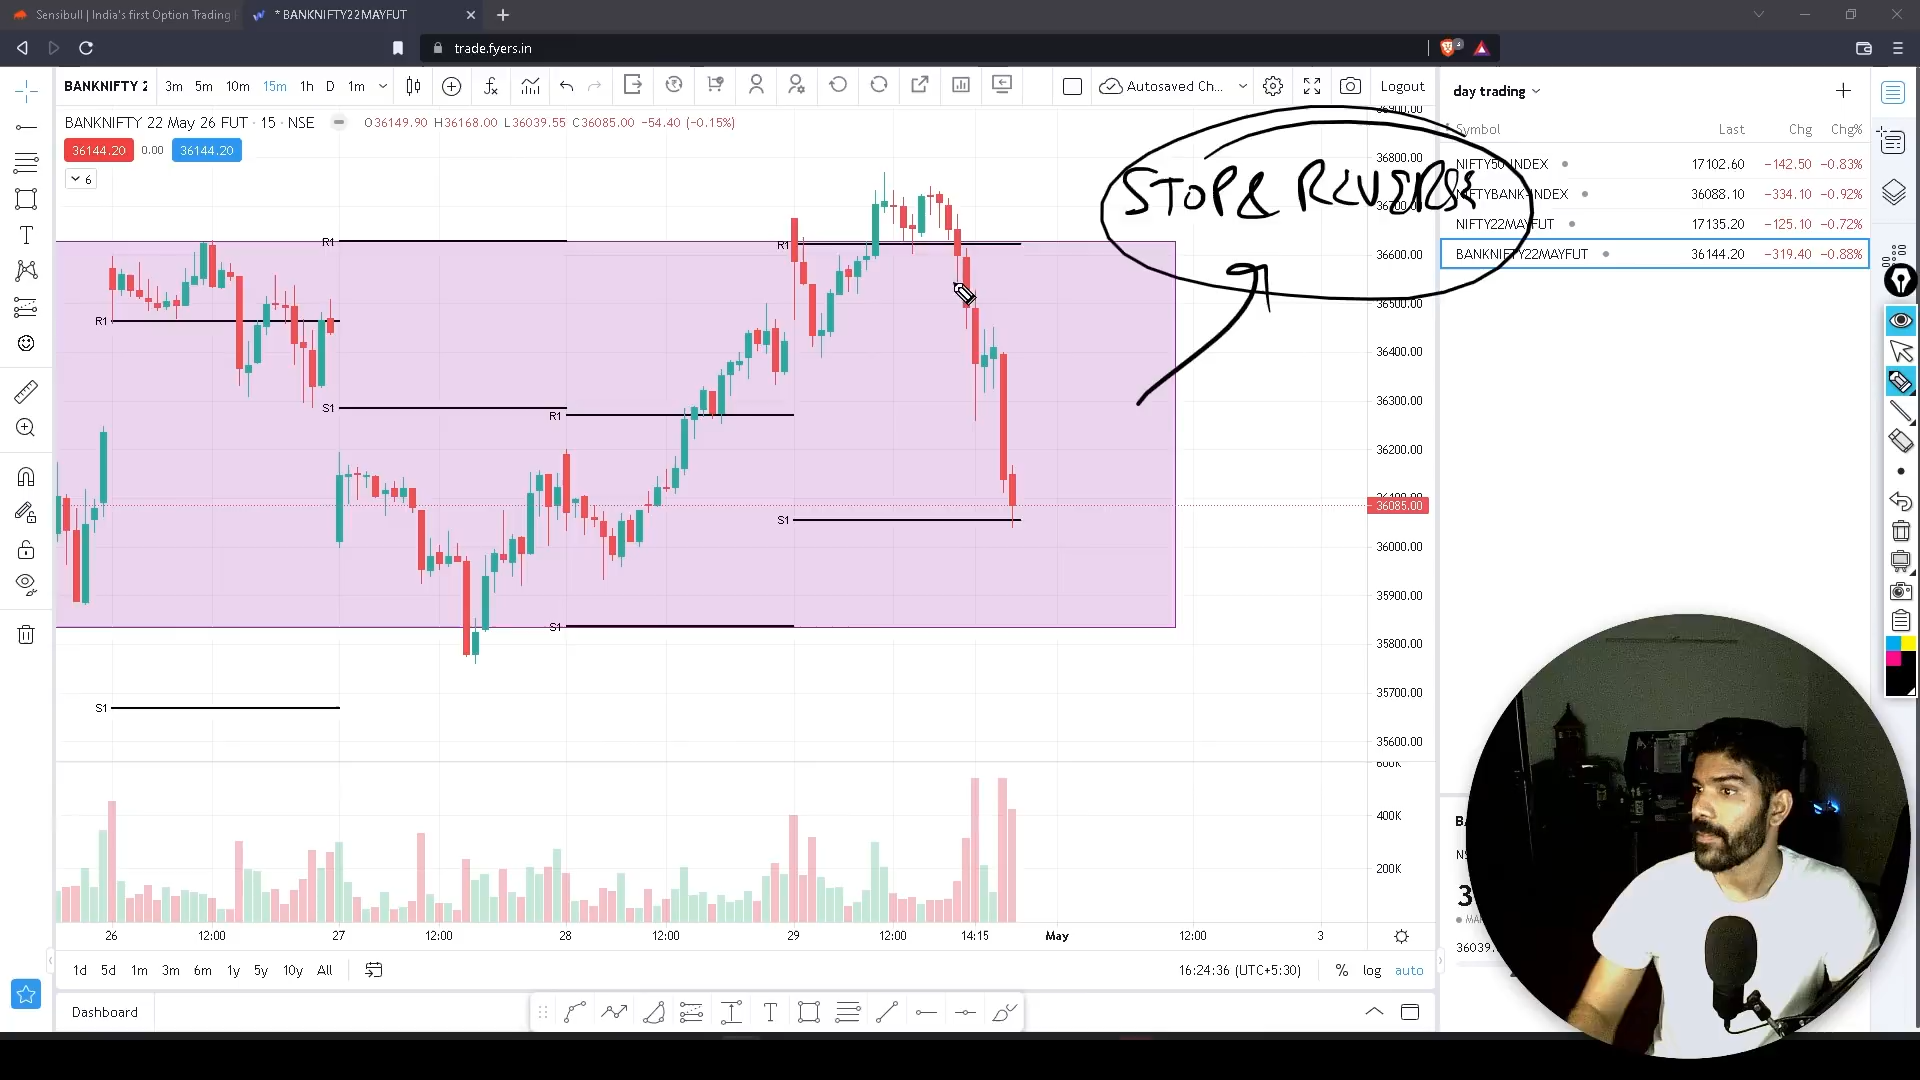 Sensibull | India's first Option Trading
* BANKNIFTY22MAYFUT
trade.fyers.in
3
BANKNIFTY 2
3m 5m 10m 15m 1h D 1m
Autosaved Ch...
Logout
day trading
BANKNIFTY 22 May 26 FUT · 15 · NSE
O36149.90 H36168.00 L36039.55 C36085.00 −54.40 (−0.15%)
36144.20 0.00 36144.20
6
STOP & REVERSE
Symbol Last Chg Chg%
NIFTY50-INDEX 17102.60 −142.50 −0.83%
NIFTYBANK-INDEX 36088.10 −334.10 −0.92%
NIFTY22MAYFUT 17135.20 −125.10 −0.72%
BANKNIFTY22MAYFUT 36144.20 −319.40 −0.88%
36900.00
36800.00
36700.00
36600.00
36500.00
36400.00
36300.00
36200.00
36100.00
36085.00
36000.00
35900.00
35800.00
35700.00
35600.00
R1
R1
R1
R1
S1
S1
S1
S1
600K
400K
200K
26 12:00 27 12:00 28 12:00 29 12:00 14:15 May 12:00 3
1d 5d 1m 3m 6m 1y 5y 10y All
16:24:36 (UTC+5:30) % log auto
Dashboard
36039.